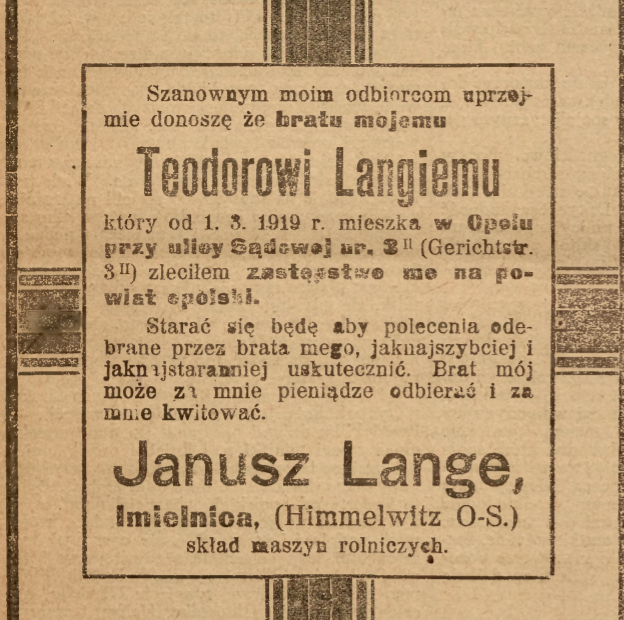 Szanownym moim odbiorcom uprzej-
mie donoszę że bratu mojemu
Teodorowi Langiemu
który od 1. 3. 1919 r. mieszka w Opolu
przy ulicy Sądowej nr. 3 II (Gerichtstr.
3 II) zleciłem zastępstwo me na po-
wiat opolski.
Starać się będę aby polecenia ode-
brane przez brata mego, jaknajszybciej i
jaknajstaranniej uskutecznić. Brat mój
może za mnie pieniądze odbierać i za
mnie kwitować.
Janusz Lange,
Imielnica, (Himmelwitz O-S.)
skład maszyn rolniczych.